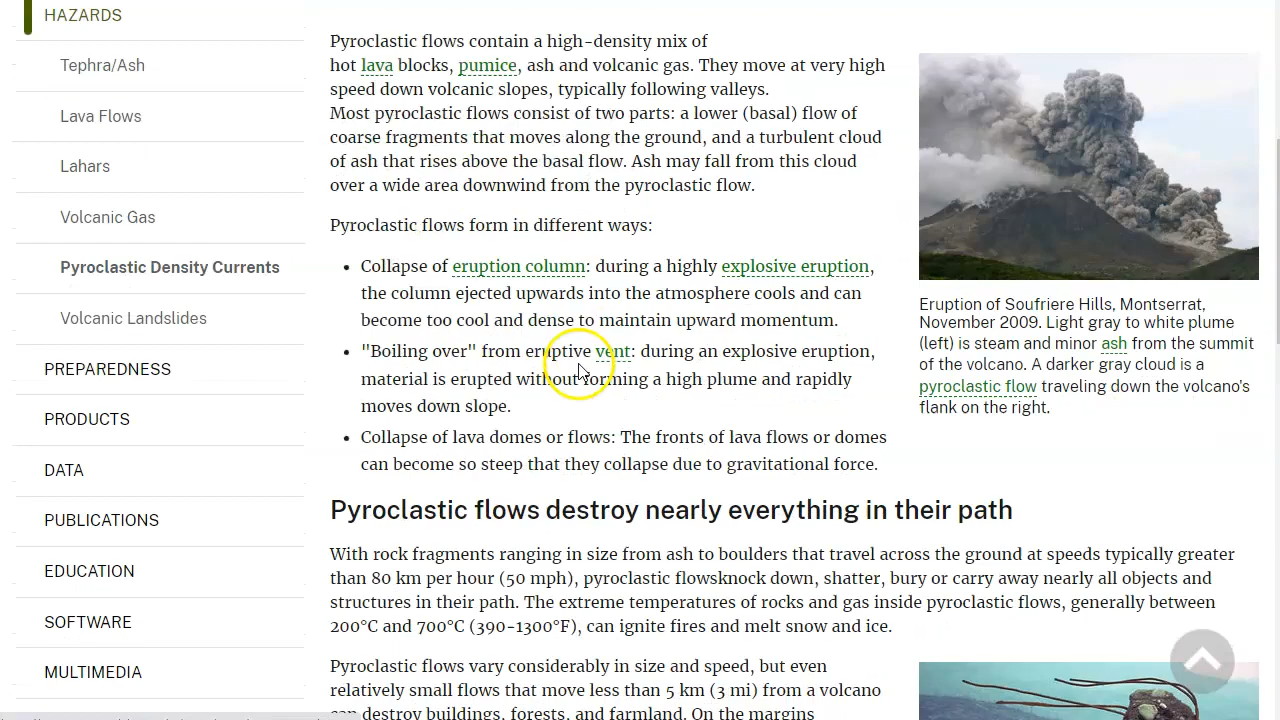 HAZARDS
Tephra/Ash
Lava Flows
Lahars
Volcanic Gas
Pyroclastic Density Currents
Volcanic Landslides
PREPAREDNESS
PRODUCTS
DATA
PUBLICATIONS
EDUCATION
SOFTWARE
MULTIMEDIA
Pyroclastic flows contain a high-density mix of
hot lava blocks, pumice, ash and volcanic gas. They move at very high
speed down volcanic slopes, typically following valleys.
Most pyroclastic flows consist of two parts: a lower (basal) flow of
coarse fragments that moves along the ground, and a turbulent cloud
of ash that rises above the basal flow. Ash may fall from this cloud
over a wide area downwind from the pyroclastic flow.
Pyroclastic flows form in different ways:
• Collapse of eruption column: during a highly explosive eruption,
the column ejected upwards into the atmosphere cools and can
become too cool and dense to maintain upward momentum.
• "Boiling over" from eruptive vent: during an explosive eruption,
material is erupted without forming a high plume and rapidly
moves down slope.
• Collapse of lava domes or flows: The fronts of lava flows or domes
can become so steep that they collapse due to gravitational force.
Eruption of Soufriere Hills, Montserrat,
November 2009. Light gray to white plume
(left) is steam and minor ash from the summit
of the volcano. A darker gray cloud is a
pyroclastic flow traveling down the volcano's
flank on the right.
Pyroclastic flows destroy nearly everything in their path
With rock fragments ranging in size from ash to boulders that travel across the ground at speeds typically greater
than 80 km per hour (50 mph), pyroclastic flowsknock down, shatter, bury or carry away nearly all objects and
structures in their path. The extreme temperatures of rocks and gas inside pyroclastic flows, generally between
200°C and 700°C (390-1300°F), can ignite fires and melt snow and ice.
Pyroclastic flows vary considerably in size and speed, but even
relatively small flows that move less than 5 km (3 mi) from a volcano
can destroy buildings, forests, and farmland. On the margins